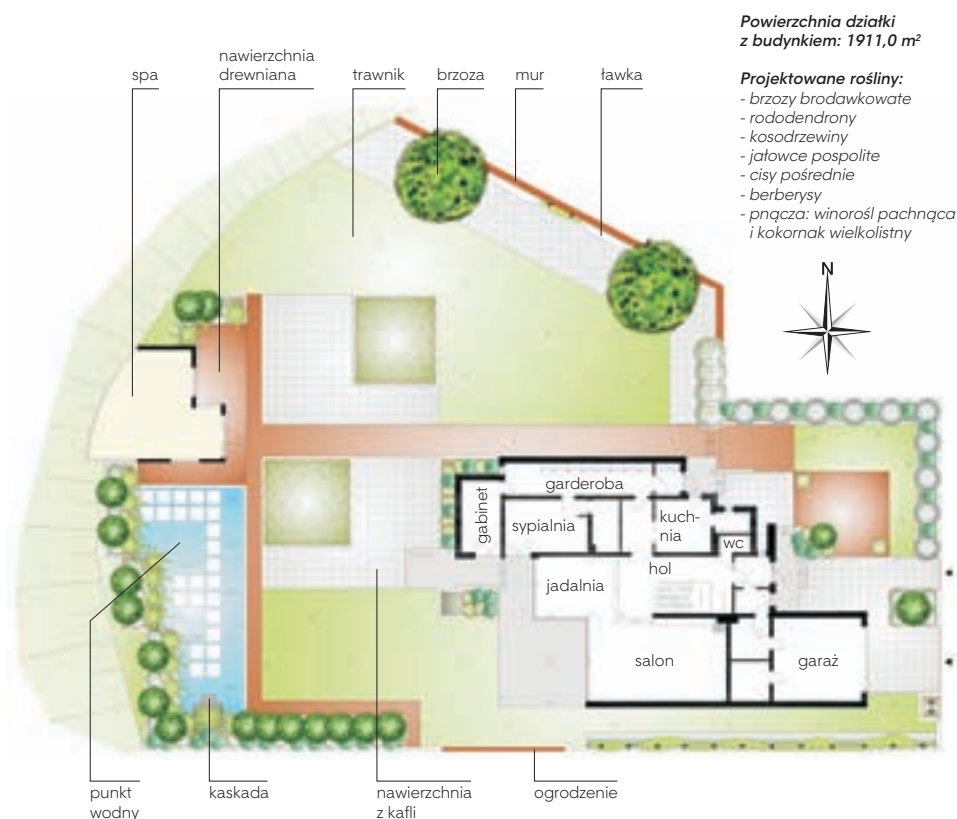 Powierzchnia działki
z budynkiem: 1911,0 m²
Projektowane rośliny:
- brzozy brodawkowate
- rododendrony
- kosodrzewiny
- jałowce pospolite
- cisy pośrednie
- berberysy
- pnącza: winorośl pachnąca
i kokornak wielkolistny
spa
nawierzchnia
drewniana
trawnik
brzoza
mur
ławka
N
garderoba
gabinet
sypialnia
kuch-
nia
wc
hol
jadalnia
salon
garaż
punkt
wodny
kaskada
nawierzchnia
z kafli
ogrodzenie